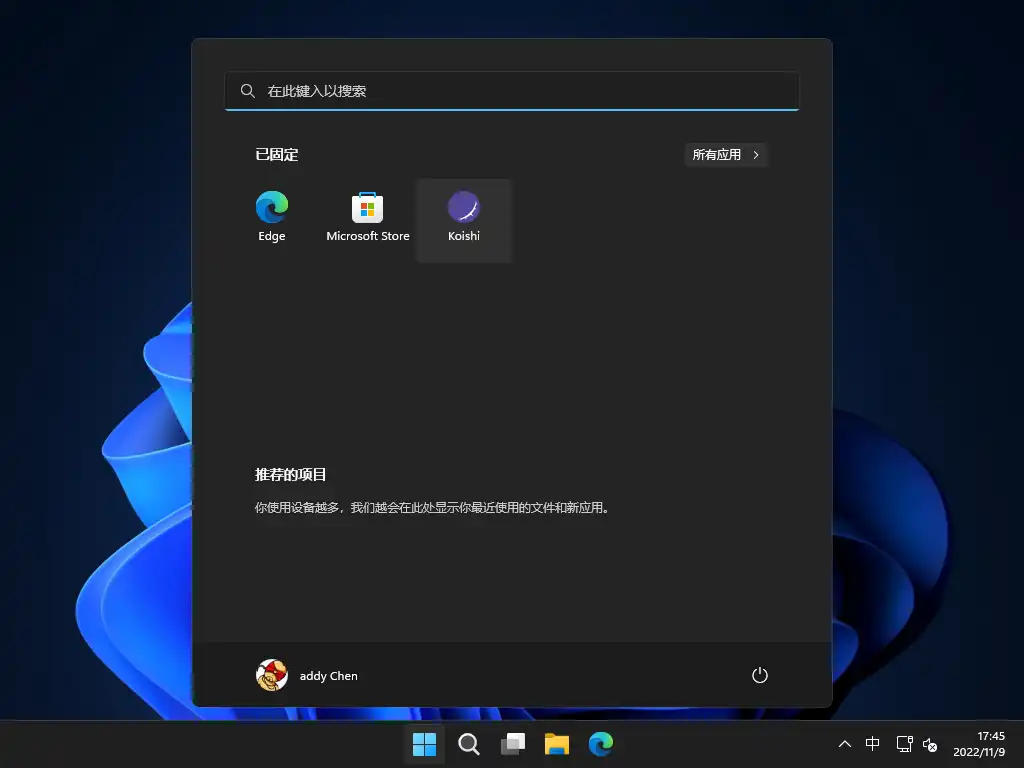 在此键入以搜索
已固定
所有应用
Edge
Microsoft Store
Koishi
推荐的项目
你使用设备越多，我们越会在此处显示你最近使用的文件和新应用。
addy Chen
中
17:45
2022/11/9